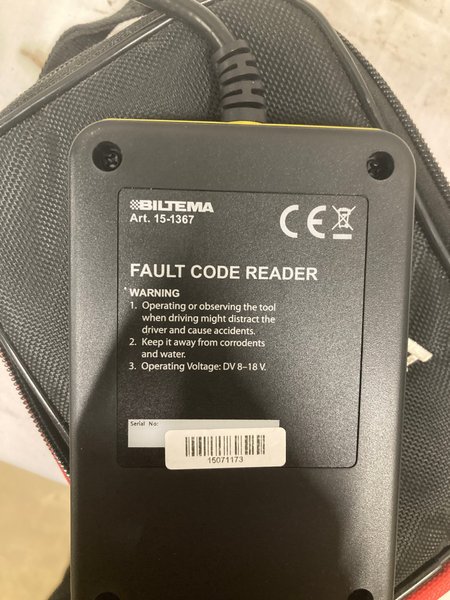 BILTEMA
Art. 15-1367
CE
FAULT CODE READER
WARNING
1. Operating or observing the tool
when driving might distract the
driver and cause accidents.
2. Keep it away from corrodents
and water.
3. Operating Voltage: DV 8–18 V.
Serial No:
15071173